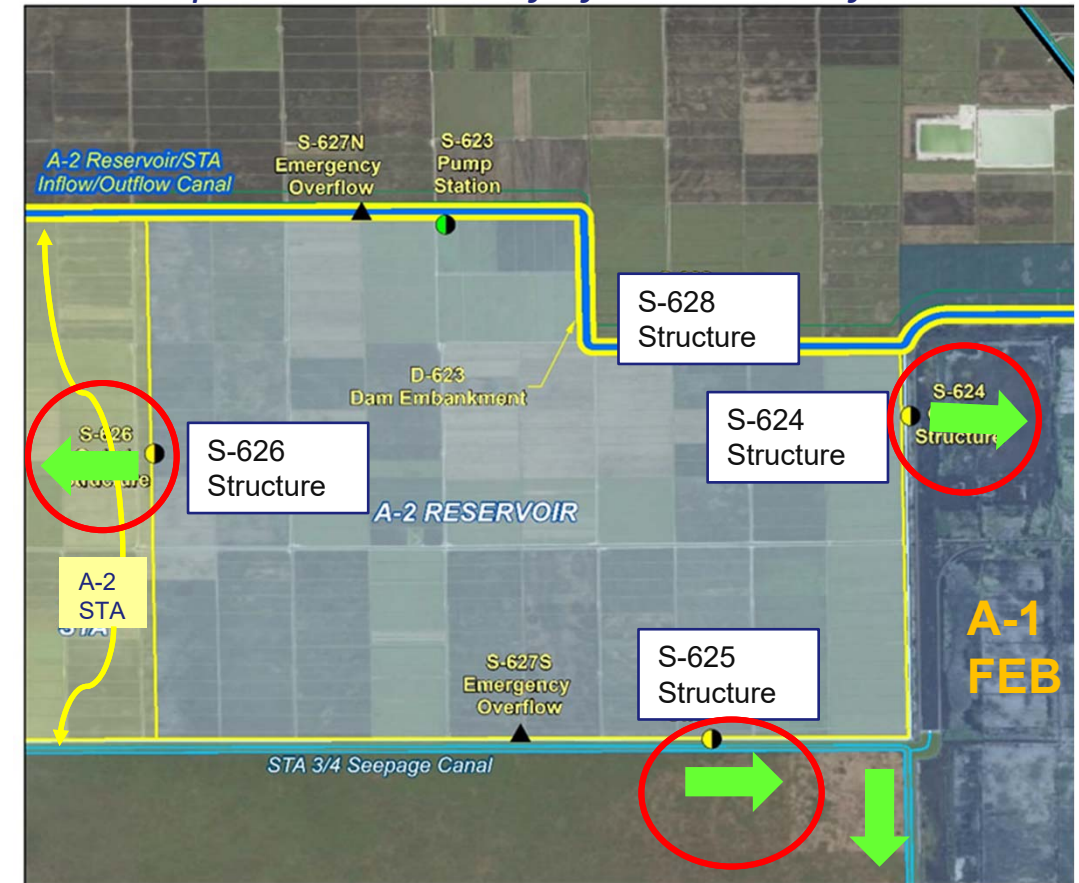 S-627N
Emergency
Overflow
S-623
Pump
Station
A-2 Reservoir/STA
Inflow/Outflow Canal
S-628
Structure
D-623
Dam Embankment
S-624
Structure
S-624
Structure
S-626
S-626
Structure
A-2 RESERVOIR
A-2
STA
STA
A-1
FEB
S-625
Structure
S-627S
Emergency
Overflow
STA 3/4 Seepage Canal